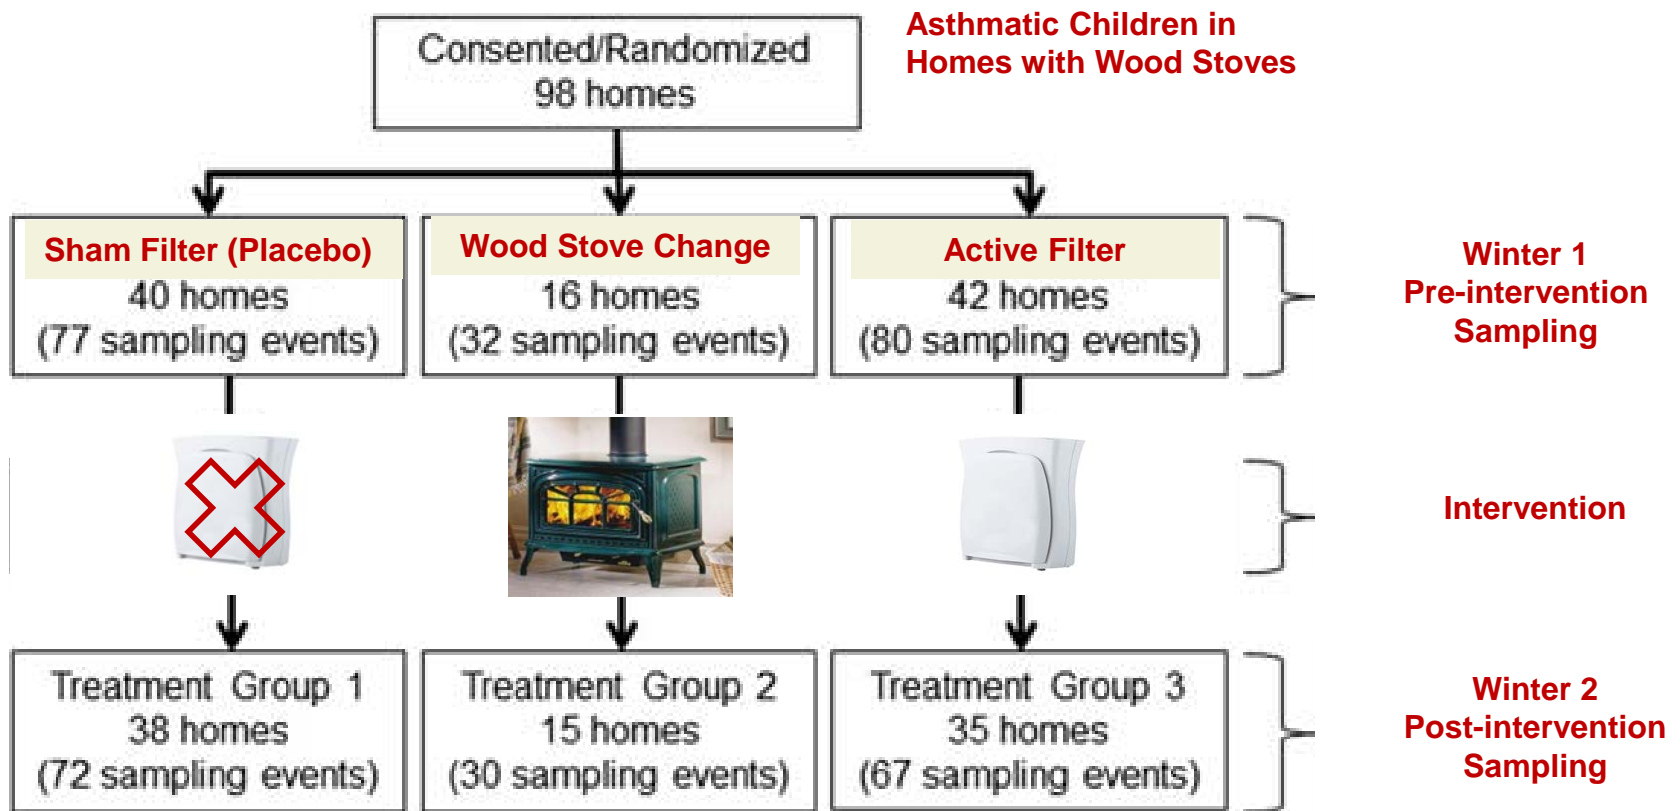 Asthmatic Children in
Homes with Wood Stoves
Consented/Randomized
98 homes
Sham Filter (Placebo)
40 homes
(77 sampling events)
Wood Stove Change
16 homes
(32 sampling events)
Active Filter
42 homes
(80 sampling events)
Winter 1
Pre-intervention
Sampling
Intervention
Treatment Group 1
38 homes
(72 sampling events)
Treatment Group 2
15 homes
(30 sampling events)
Treatment Group 3
35 homes
(67 sampling events)
Winter 2
Post-intervention
Sampling